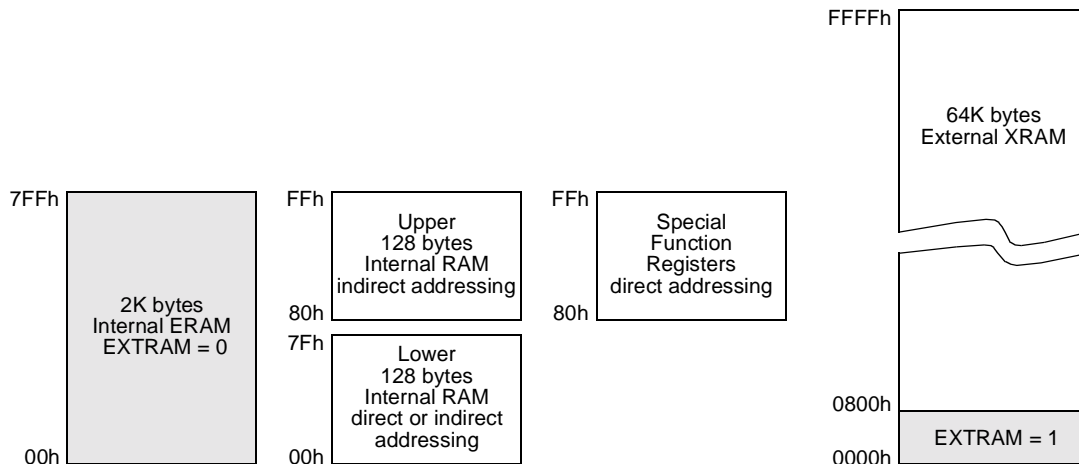 FFFFh
64K bytes
External XRAM
7FFh
2K bytes
Internal ERAM
EXTRAM = 0
00h
FFh
Upper
128 bytes
Internal RAM
indirect addressing
80h
7Fh
Lower
128 bytes
Internal RAM
direct or indirect
addressing
00h
FFh
Special
Function
Registers
direct addressing
80h
0800h
EXTRAM = 1
0000h